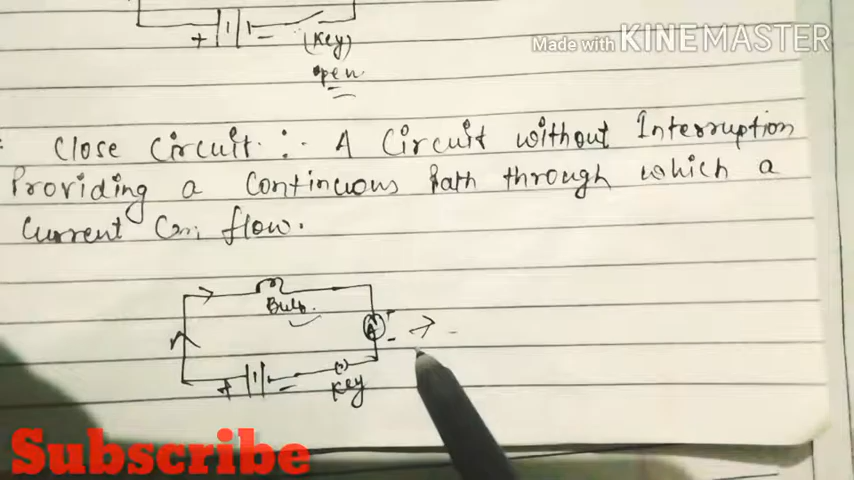 + -
(Key)
open
Made with KINEMASTER
: Close Circuit :- A Circuit without Interruption
Providing a Continuous Path through which a
Current Can flow.
Bulb.
A + -
+ -
( )
Key
Subscribe